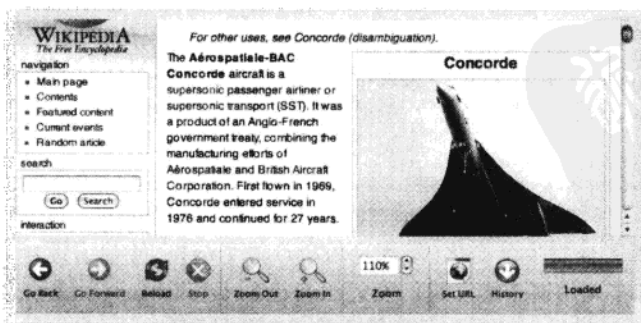 WIKIPEDIA
The Free Encyclopedia
navigation
Main page
Contents
Featured content
Current events
Random article
search
Go Search
interaction
For other uses, see Concorde (disambiguation).
The Aérospatiale-BAC
Concorde aircraft is a
supersonic passenger airliner or
supersonic transport (SST). It was
a product of an Anglo-French
government treaty, combining the
manufacturing efforts of
Aérospatiale and British Aircraft
Corporation. First flown in 1969,
Concorde entered service in
1976 and continued for 27 years.
Concorde
Go Back Go Forward Reload Stop Zoom Out Zoom In 110% Zoom Set URL History Loaded